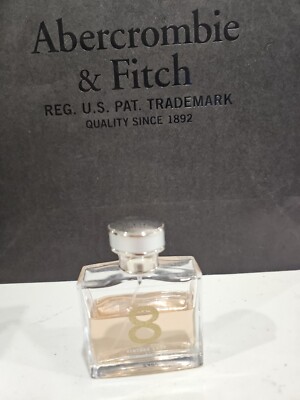 Abercrombie
& Fitch
REG. U.S. PAT. TRADEMARK
QUALITY SINCE 1892
8